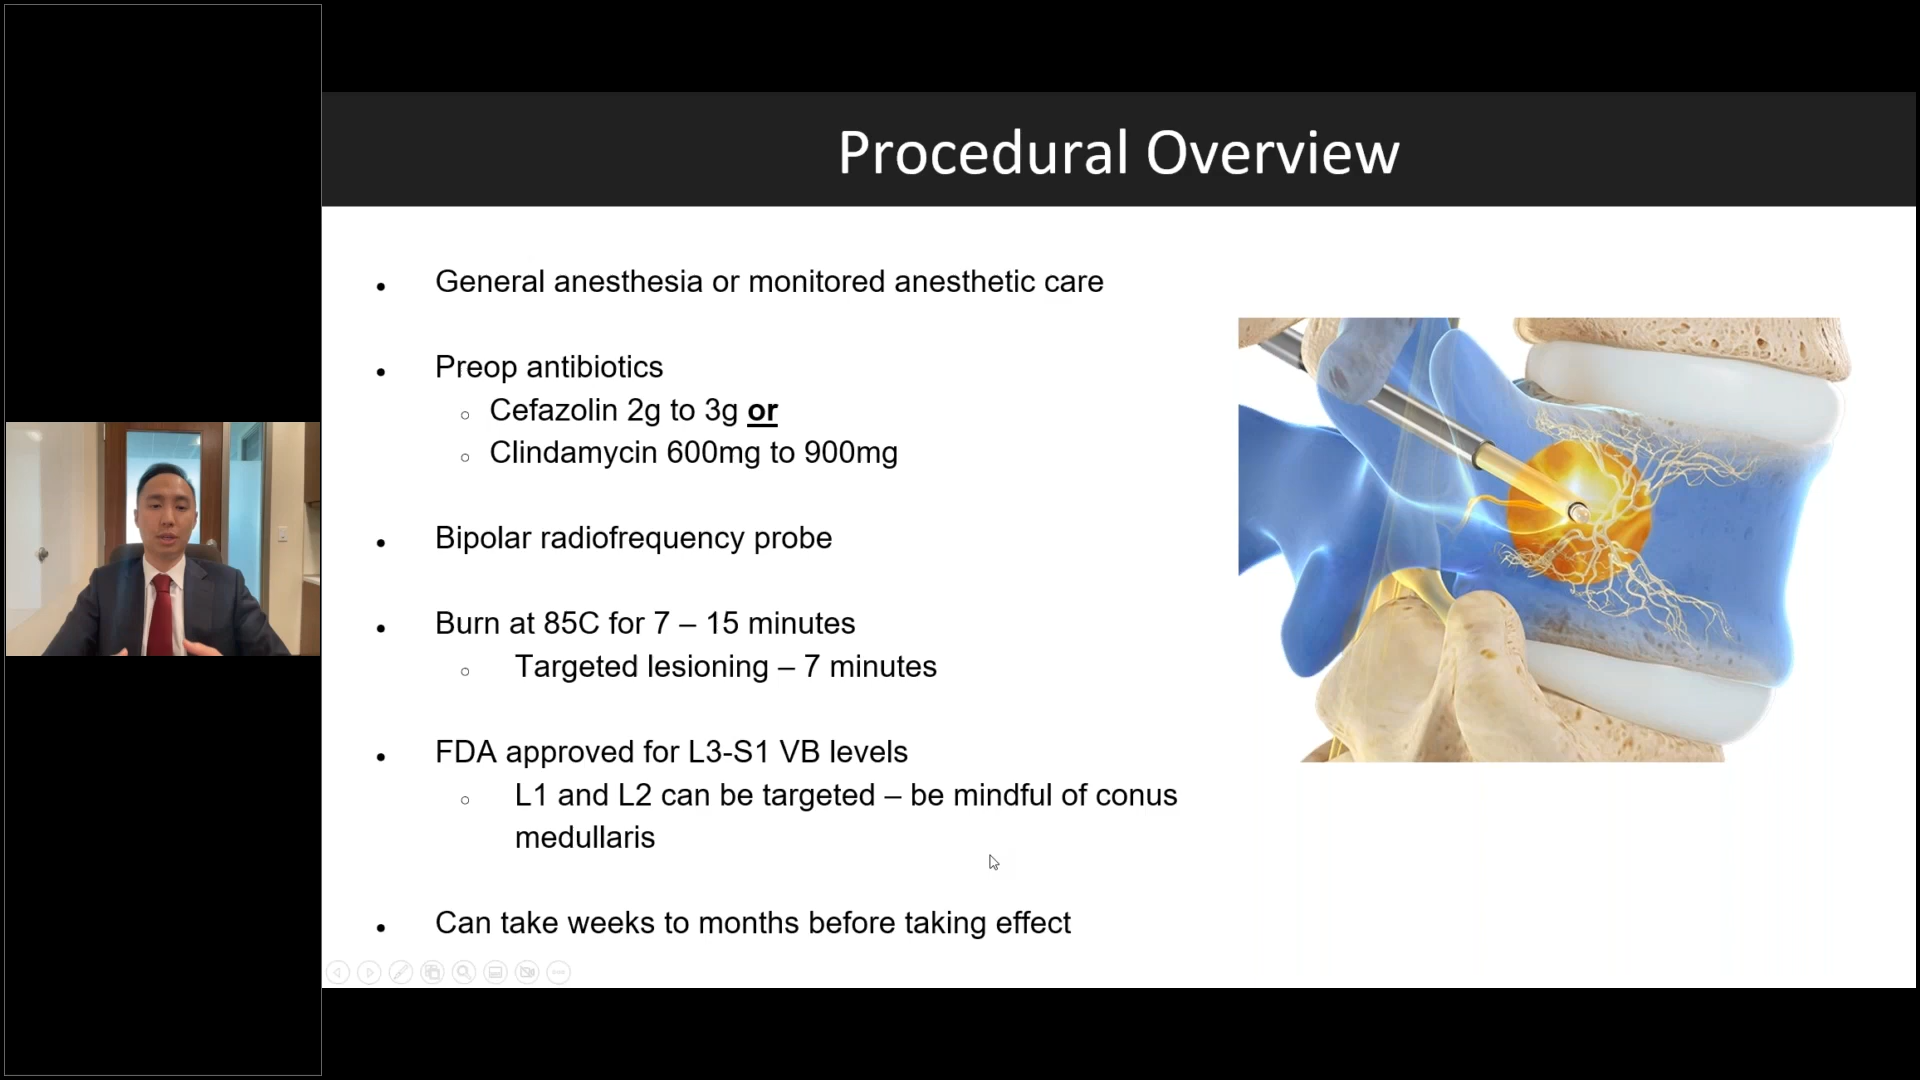 Procedural Overview
• General anesthesia or monitored anesthetic care
• Preop antibiotics
○ Cefazolin 2g to 3g or
○ Clindamycin 600mg to 900mg
• Bipolar radiofrequency probe
• Burn at 85C for 7 – 15 minutes
○ Targeted lesioning – 7 minutes
• FDA approved for L3-S1 VB levels
○ L1 and L2 can be targeted – be mindful of conus
medullaris
• Can take weeks to months before taking effect